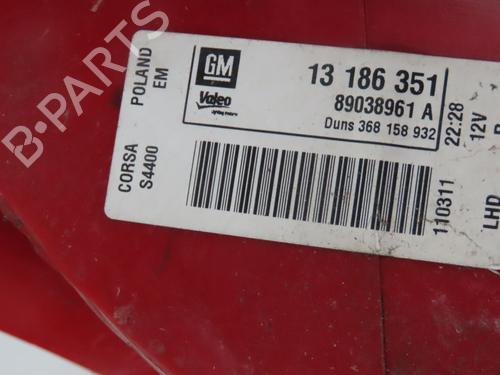 POLAND
EM
GM
13 186 351
Valeo
89038961 A
Duns 368 158 932
22:28
12V
CORSA
S4400
110311
LHD